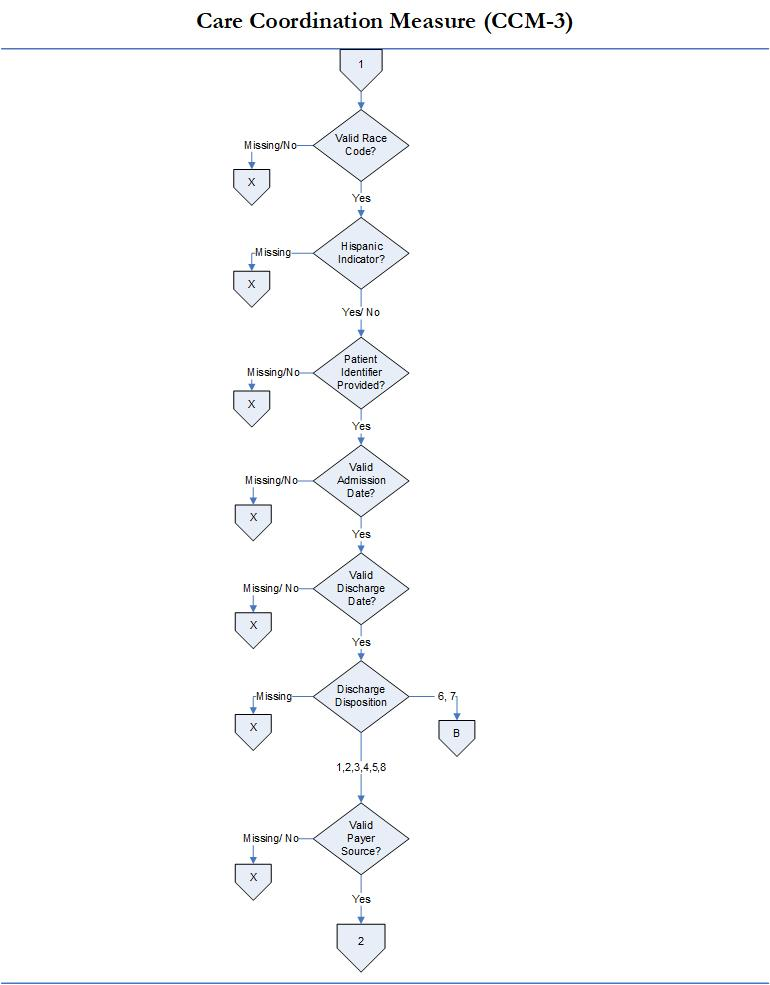 Care Coordination Measure (CCM-3)
1
Valid Race
Code?
Missing/No
X
Yes
Hispanic
Indicator?
Missing
X
Yes/ No
Patient
Identifier
Provided?
Missing/No
X
Yes
Valid
Admission
Date?
Missing/No
X
Yes
Valid
Discharge
Date?
Missing/ No
X
Yes
Discharge
Disposition
Missing
X
6, 7
B
1,2,3,4,5,8
Valid
Payer
Source?
Missing/ No
X
Yes
2